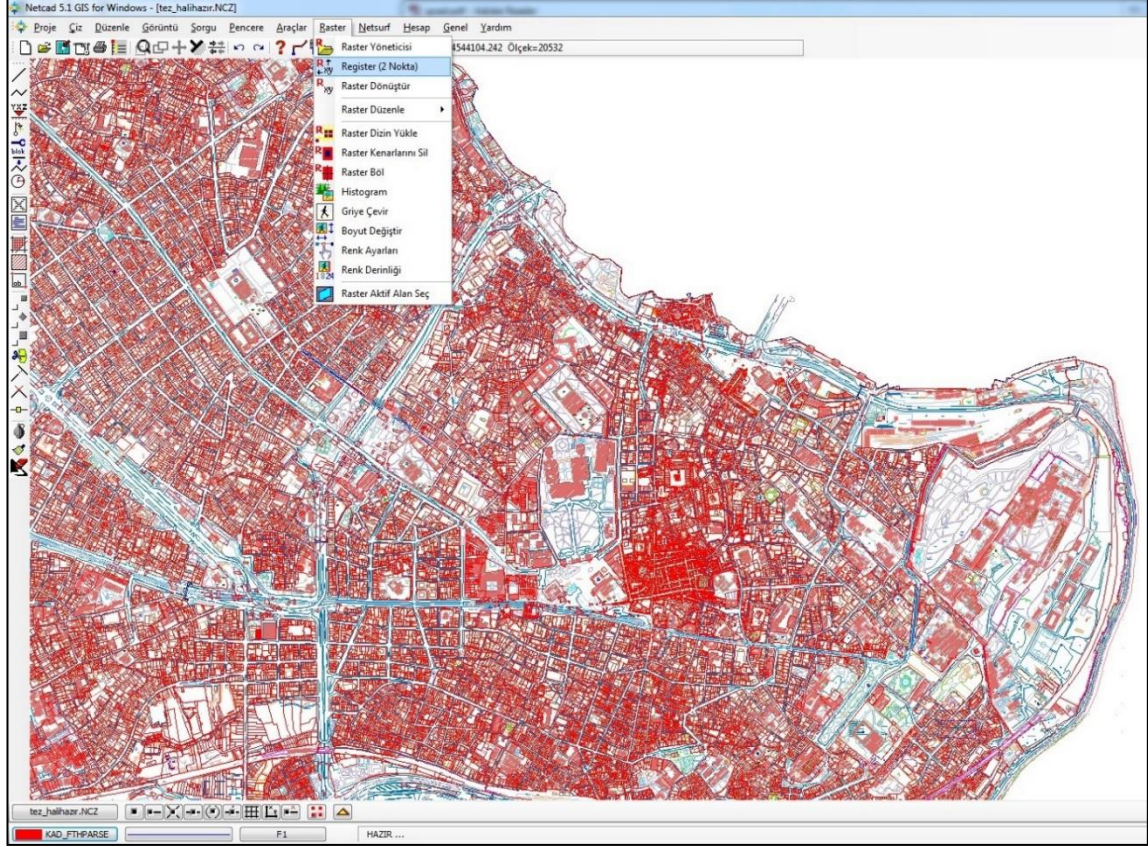 Netcad 5.1 GIS for Windows - [tez_halihazır.NCZ]
Proje Çiz Düzenle Görüntü Sorgu Pencere Araçlar Raster Netsurf Hesap Genel Yardım
4544104.242 Ölçek=20532
Raster Yöneticisi
Register (2 Nokta)
Raster Dönüştür
Raster Düzenle
Raster Dizin Yükle
Raster Kenarlarını Sil
Raster Böl
Histogram
Griye Çevir
Boyut Değiştir
Renk Ayarları
Renk Derinliği
Raster Aktif Alan Seç
YXZ
blok
tez_halihazır.NCZ
KAD_FTHPARSE F1 HAZIR ...